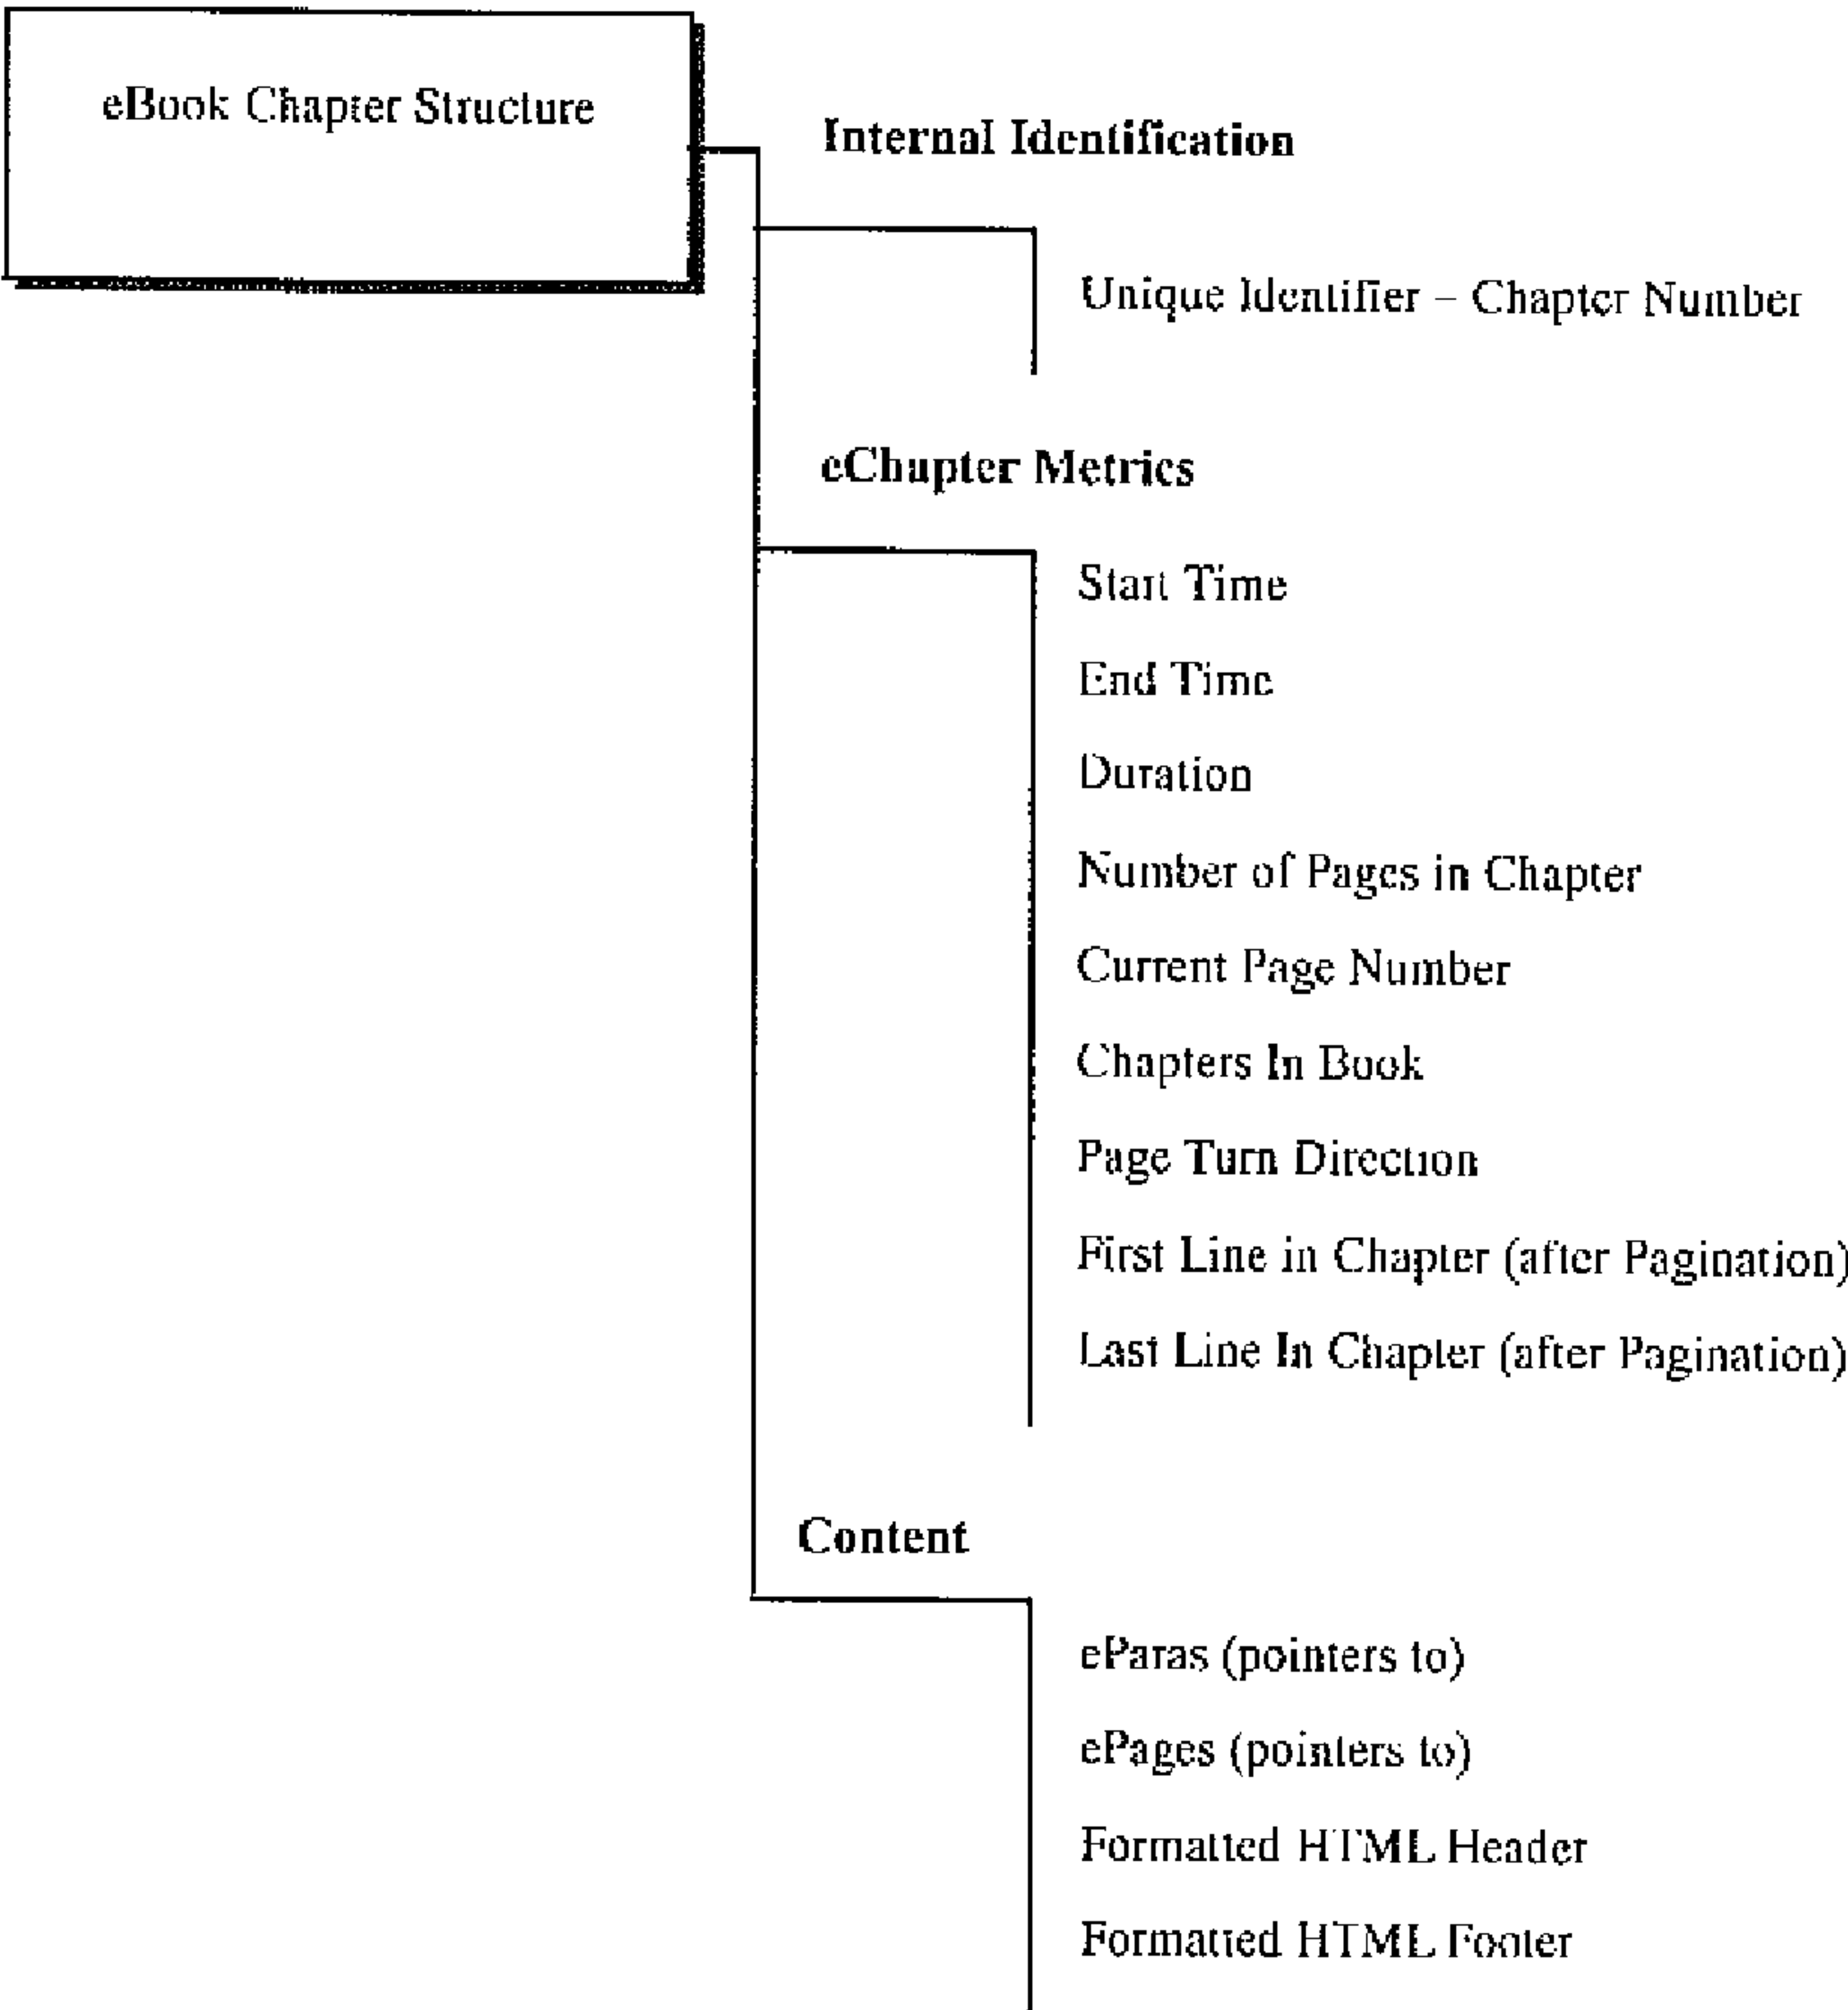 eBook Chapter Structure
Internal Identification
Unique Identifier – Chapter Number
eChapter Metrics
Start Time
End Time
Duration
Number of Pages in Chapter
Current Page Number
Chapters In Book
Page Turn Direction
First Line in Chapter (after Pagination)
Last Line In Chapter (after Pagination)
Content
eParas (pointers to)
ePages (pointers to)
Formatted HTML Header
Formatted HTML Footer